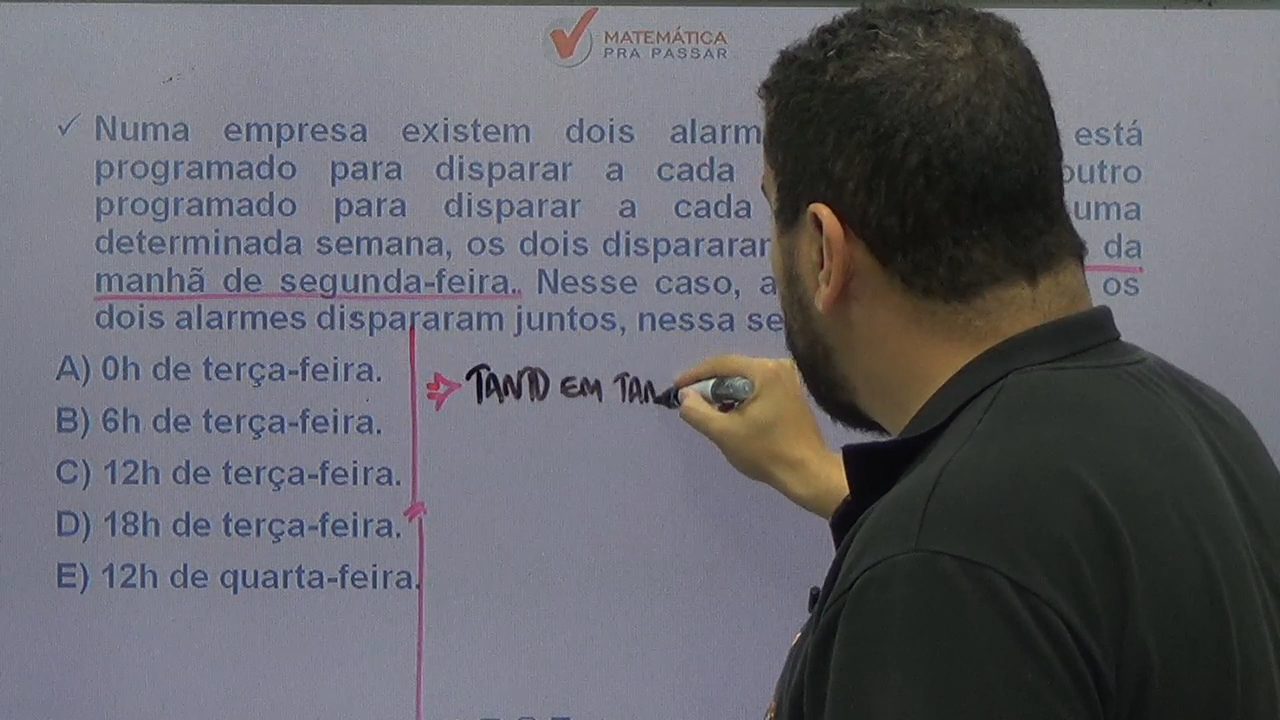 MATEMÁTICA
PRA PASSAR
✓ Numa empresa existem dois alarm está
programado para disparar a cada outro
programado para disparar a cada uma
determinada semana, os dois dispararam da
manhã de segunda-feira. Nesse caso, a os
dois alarmes dispararam juntos, nessa se
A) 0h de terça-feira.
B) 6h de terça-feira.
C) 12h de terça-feira.
D) 18h de terça-feira.
E) 12h de quarta-feira.
TANTO EM TAN